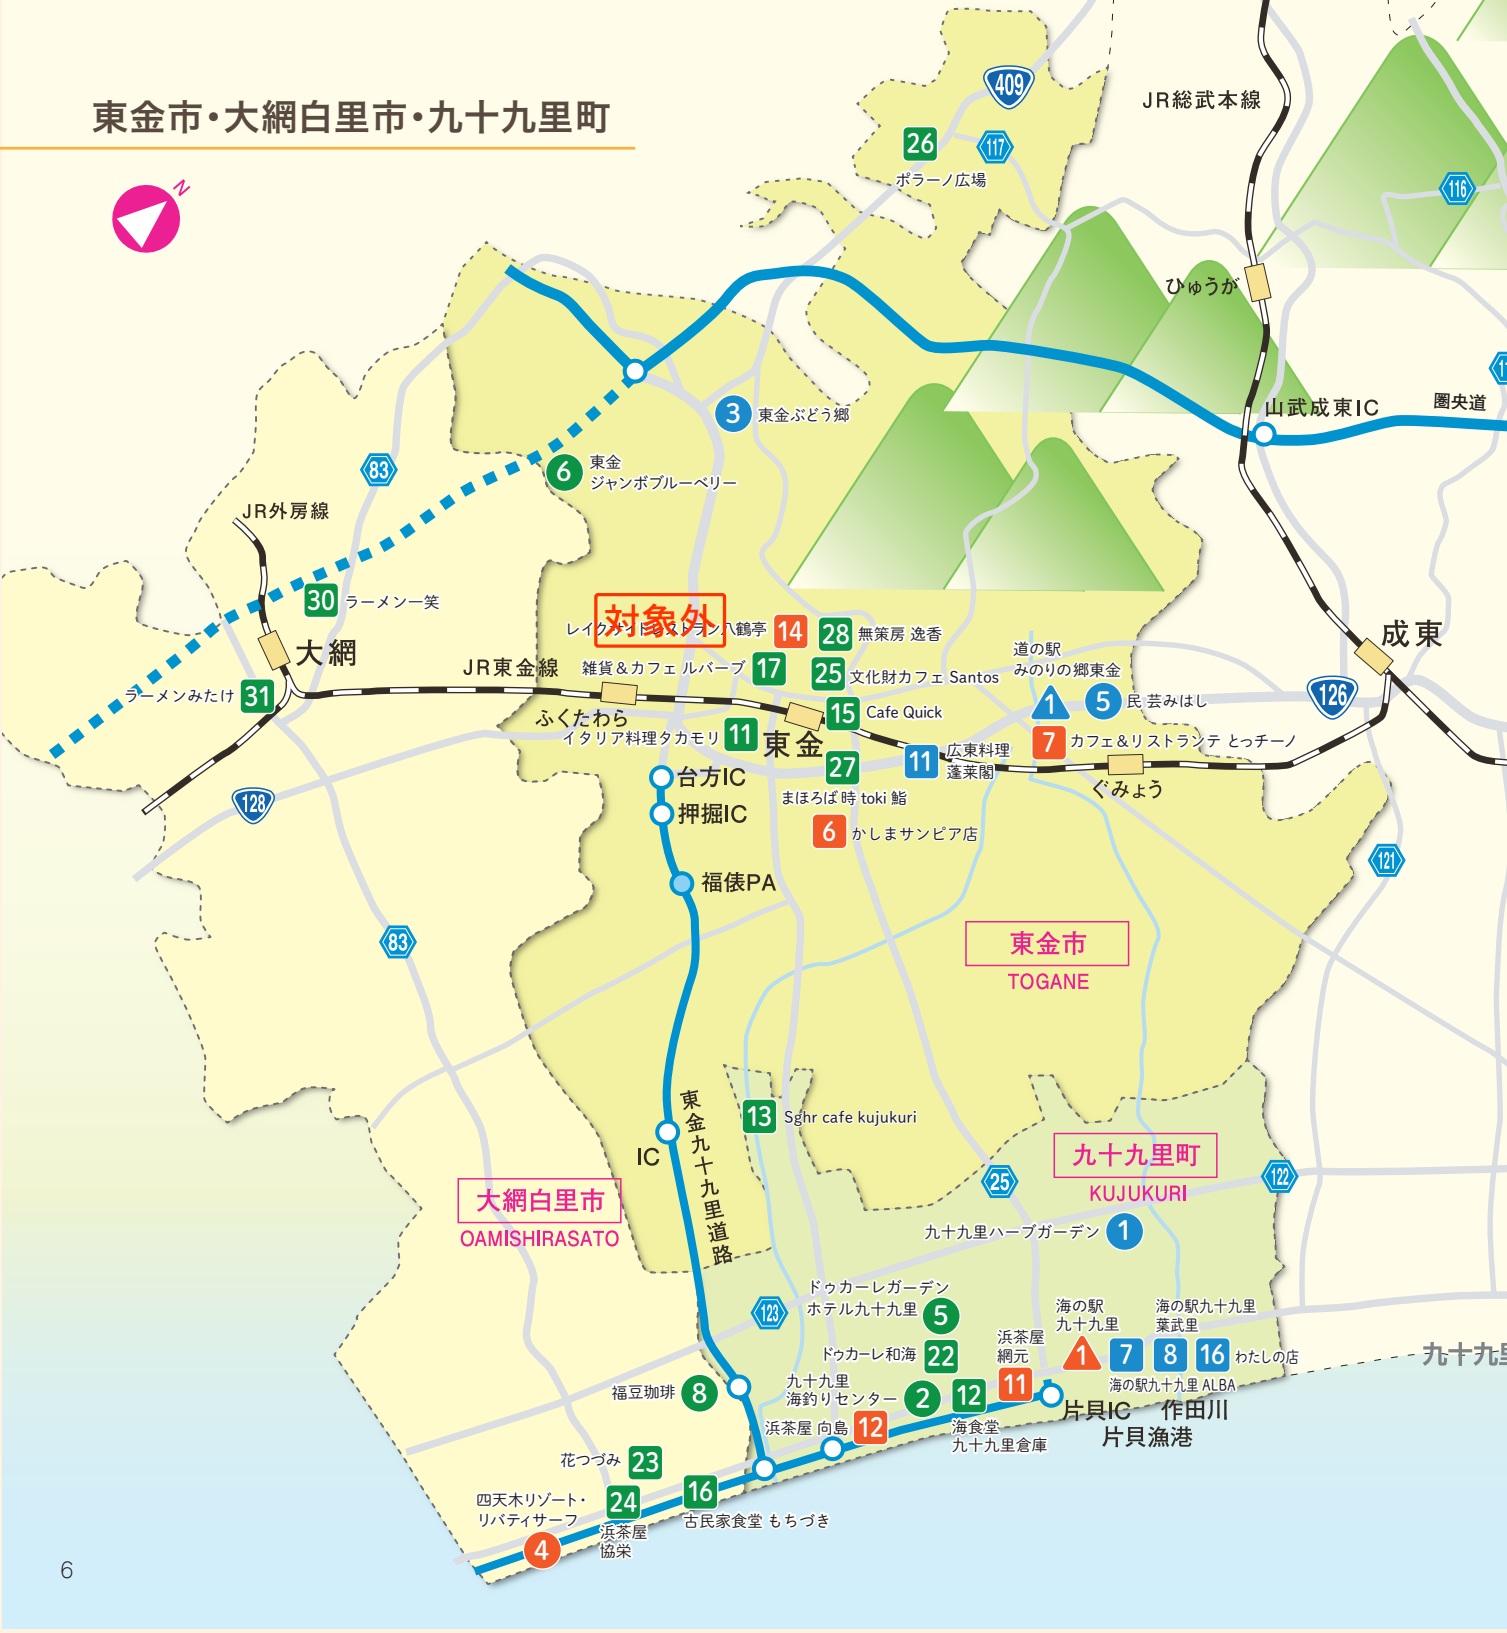 東金市・大網白里市・九十九里町
N
409
JR総武本線
26
117
ポラーノ広場
116
ひゅうが
山武成東IC
圏央道
3
東金ぶどう郷
83
6
東金
ジャンボブルーベリー
JR外房線
30
ラーメン一笑
対象外
レイクサイドレストラン八鶴亭
14
28
無策房 逸香
成東
大網
JR東金線
雑貨＆カフェ ルバーブ
17
25
文化財カフェ Santos
道の駅
みのりの郷東金
ラーメンみたけ
31
1
5
民芸みはし
126
ふくたわら
15
Cafe Quick
イタリア料理タカモリ
11
東金
7
カフェ＆リストランテ とっチーノ
11
広東料理
蓬莱閣
27
ぐみょう
台方IC
まほろば 時 toki 鮨
128
押掘IC
6
かしまサンピア店
121
福俵PA
83
東金市
TOGANE
東金九十九里道路
13
Sghr cafe kujukuri
IC
九十九里町
KUJUKURI
25
122
大網白里市
OAMISHIRASATO
九十九里ハーブガーデン
1
123
ドゥカーレガーデン
ホテル九十九里
5
海の駅
九十九里
海の駅九十九里
葉武里
浜茶屋
網元
ドゥカーレ和海
22
1
7
8
16
わたしの店
九十九里
海の駅九十九里 ALBA
福豆珈琲
8
九十九里
海釣りセンター
2
12
11
片貝IC
作田川
片貝漁港
浜茶屋 向島
12
海食堂
九十九里倉庫
花つづみ
23
四天木リゾート・
リバティサーフ
24
16
古民家食堂 もちづき
浜茶屋
協栄
4
6